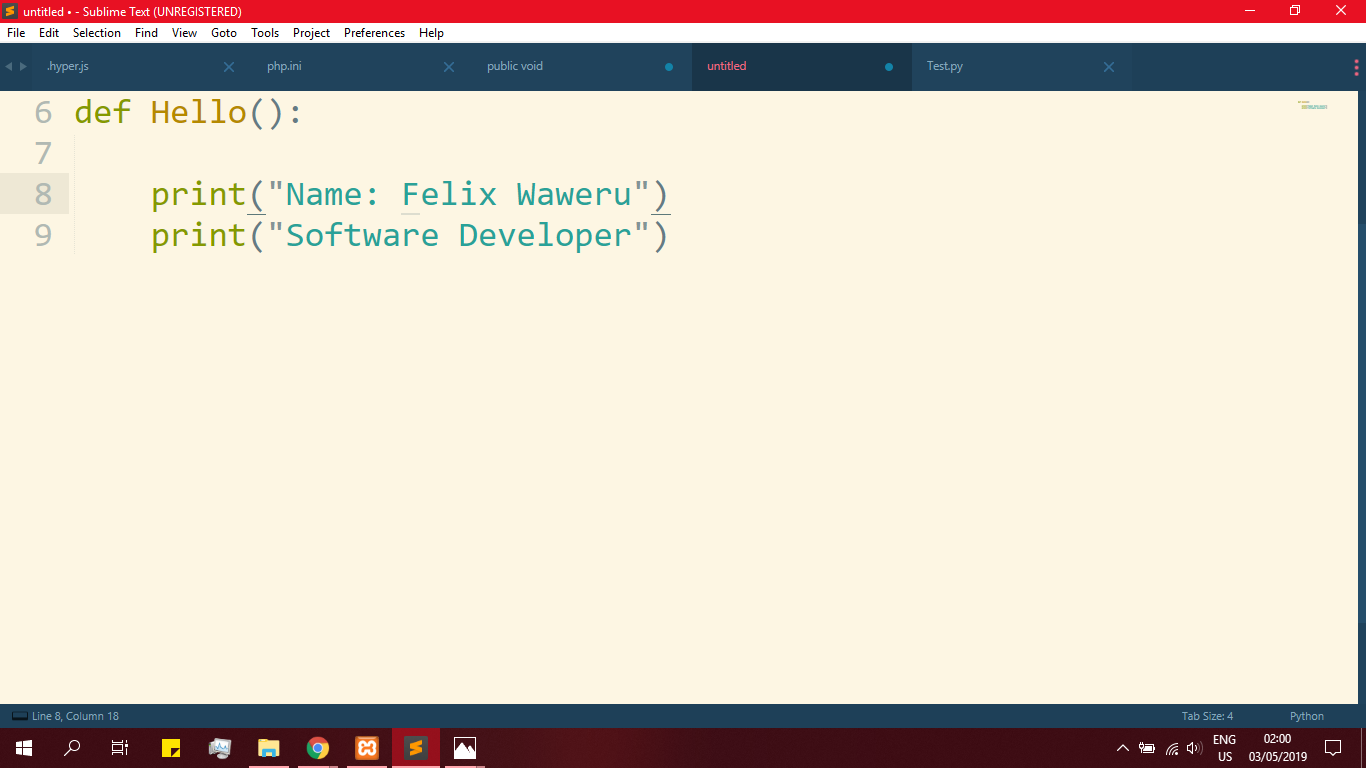 untitled • - Sublime Text (UNREGISTERED)
File Edit Selection Find View Goto Tools Project Preferences Help
.hyper.js php.ini public void untitled Test.py
6 def Hello():
7
8 print("Name: Felix Waweru")
9 print("Software Developer")
Line 8, Column 18 Tab Size: 4 Python
ENG 02:00
US 03/05/2019